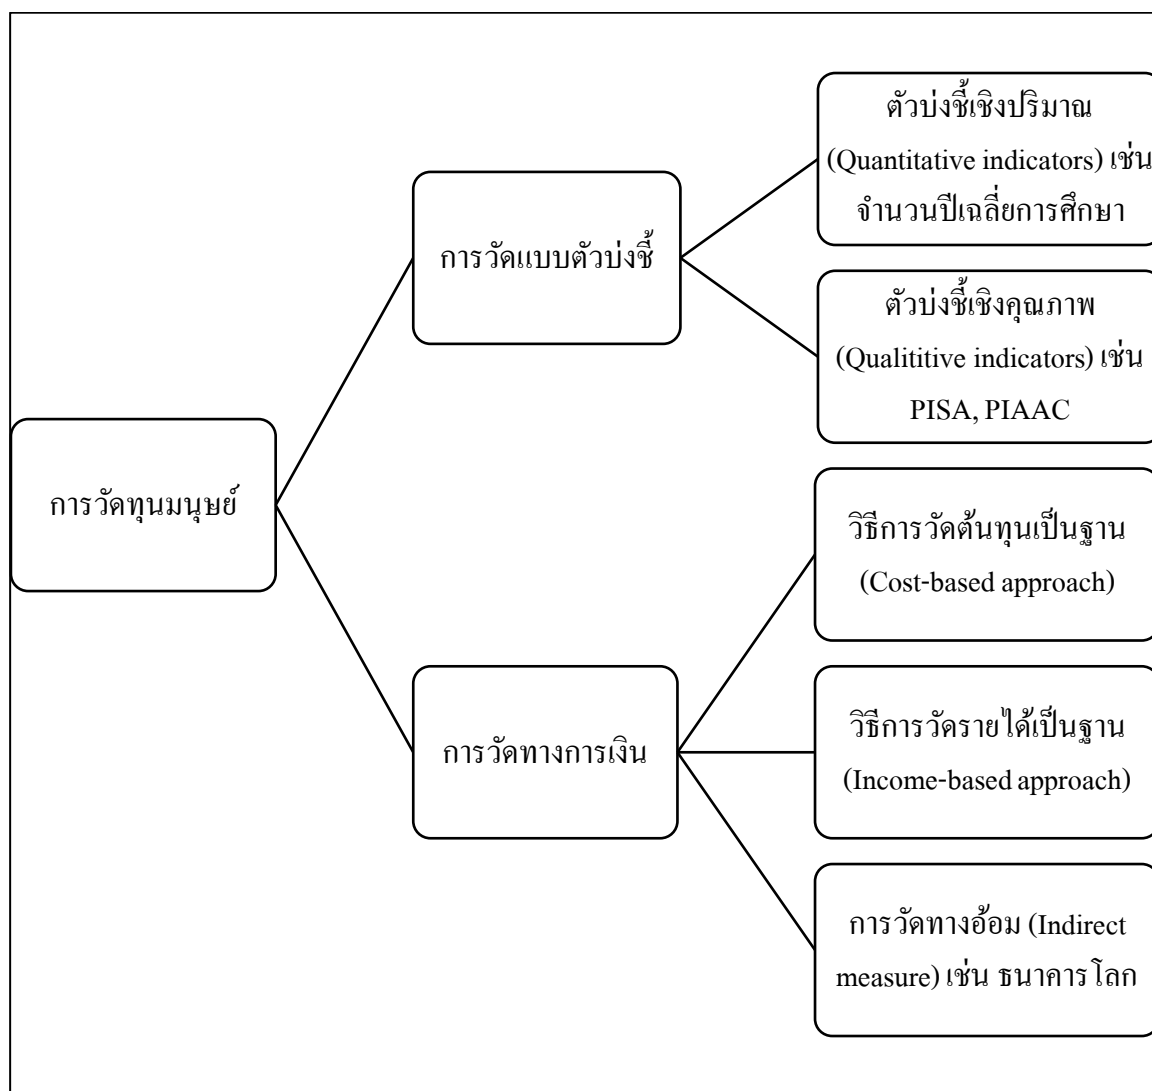 การวัดทุนมนุษย์
การวัดแบบตัวบ่งชี้
ตัวบ่งชี้เชิงปริมาณ
(Quantitative indicators) เช่น
จำนวนปีเฉลี่ยการศึกษา
ตัวบ่งชี้เชิงคุณภาพ
(Qualititive indicators) เช่น
PISA, PIAAC
การวัดทางการเงิน
วิธีการวัดต้นทุนเป็นฐาน
(Cost-based approach)
วิธีการวัดรายได้เป็นฐาน
(Income-based approach)
การวัดทางอ้อม (Indirect
measure) เช่น ธนาคารโลก